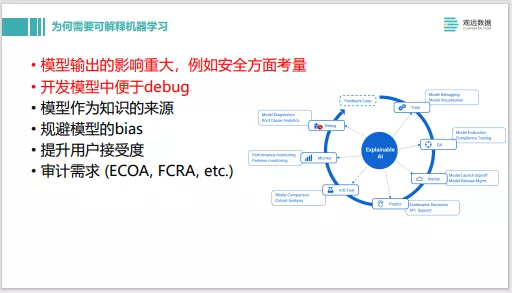 为何需要可解释机器学习
观远数据
GUANDATA.COM
• 模型输出的影响重大，例如安全方面考量
• 开发模型中便于debug
• 模型作为知识的来源
• 规避模型的bias
• 提升用户接受度
• 审计需求 (ECOA, FCRA, etc.)
Feedback Loop
Model Debugging
Model Visualization
Train
Model Diagnostics
Root Cause Analytics
Debug
Model Evaluation
Compliance Testing
QA
Explainable
AI
Performance monitoring
Fairness monitoring
Monitor
Model Launch Signoff
Model Release Mgmt
Deploy
Model Comparison
Cohort Analysis
A/B Test
Predict
Explainable Decisions
API Support